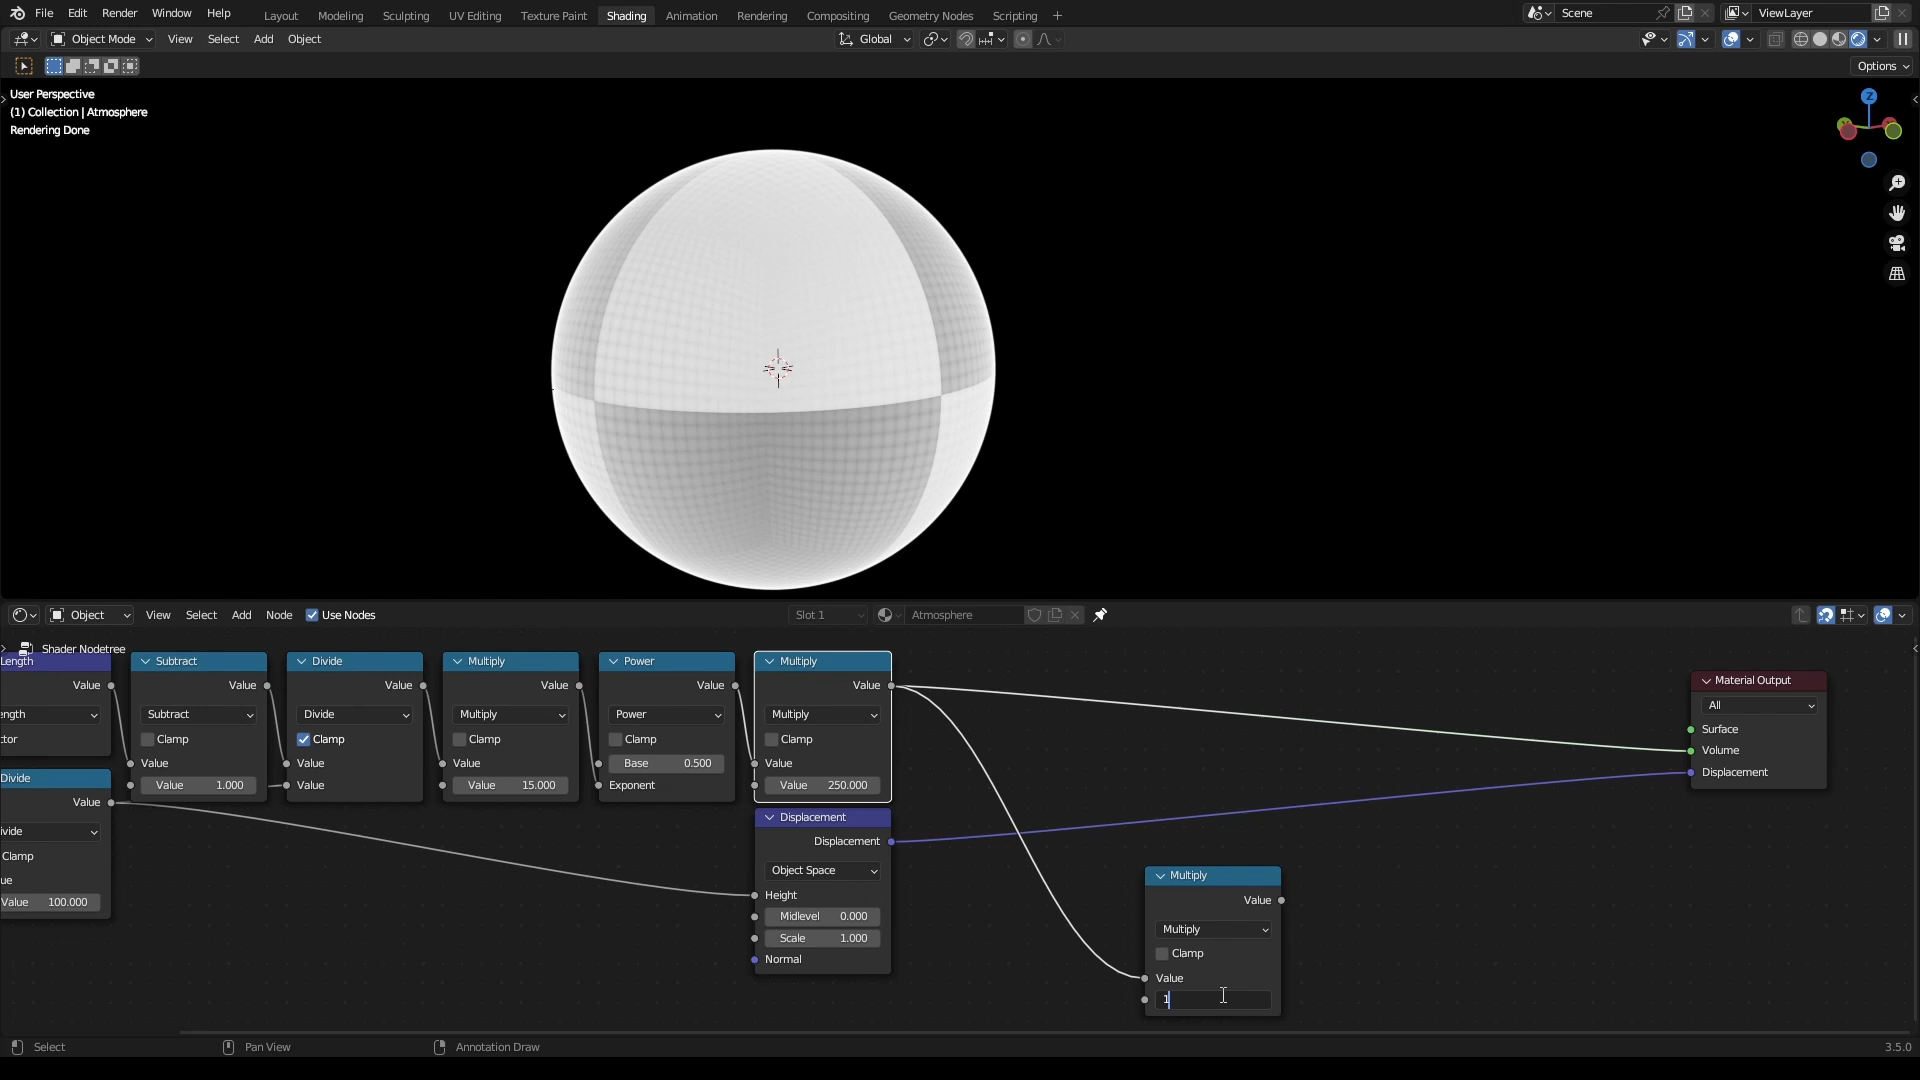 File Edit Render Window Help Layout Modeling Sculpting UV Editing Texture Paint Shading Animation Rendering Compositing Geometry Nodes Scripting + Scene ViewLayer
Object Mode View Select Add Object Global
Options
User Perspective
(1) Collection | Atmosphere
Rendering Done
Z
Object View Select Add Node Use Nodes Slot 1 Atmosphere
Shader Nodetree
Length
Value
ength
tor
Subtract
Value
Subtract
Clamp
Value
Value 1.000
Divide
Value
Divide
Clamp
Value
Value
Multiply
Value
Multiply
Clamp
Value
Value 15.000
Power
Value
Power
Clamp
Base 0.500
Exponent
Multiply
Value
Multiply
Clamp
Value
Value 250.000
Material Output
All
Surface
Volume
Displacement
Divide
Value
ivide
Clamp
ue
Value 100.000
Displacement
Displacement
Object Space
Height
Midlevel 0.000
Scale 1.000
Normal
Multiply
Value
Multiply
Clamp
Value
1
Select Pan View Annotation Draw 3.5.0